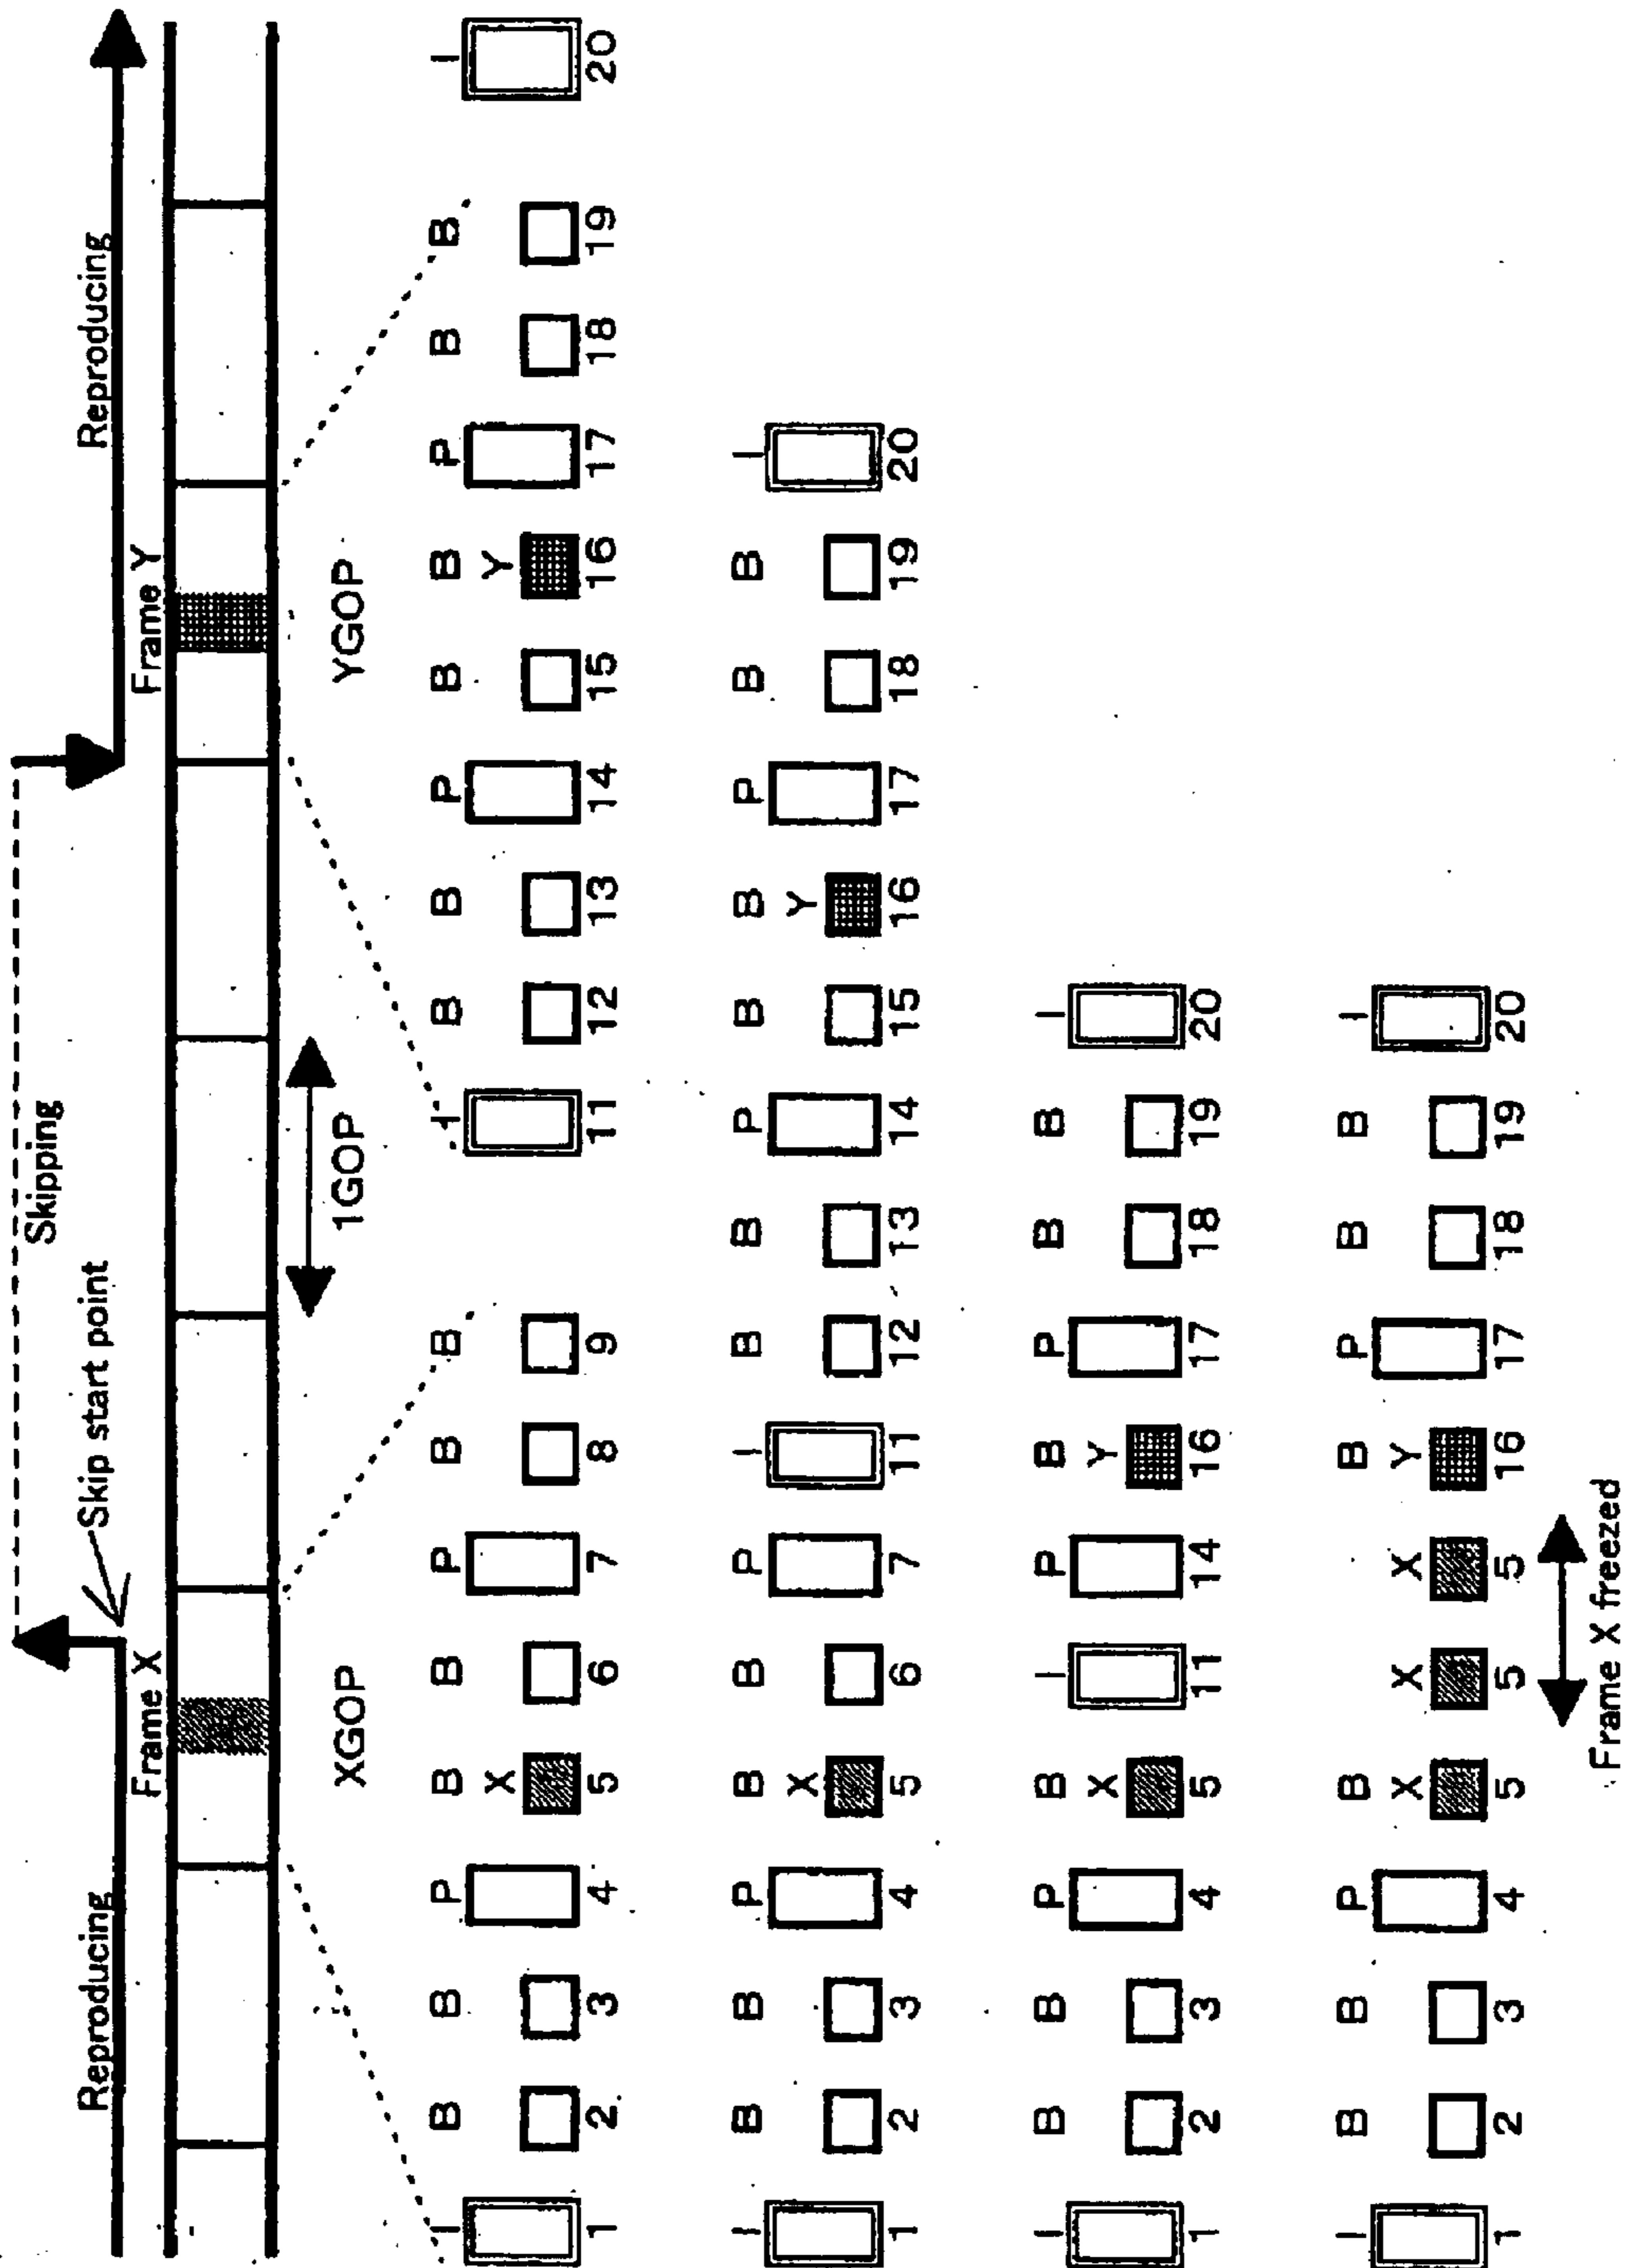 Skipping
Reproducing
Skip start point
Reproducing
Frame X
Frame Y
1GOP
XGOP
YGOP
I B B P B B P B B I B B P B B P B B I
X Y
1 2 3 4 5 6 7 8 9 11 12 13 14 15 16 17 18 19 20
I B B P B B P I B B P B B P B B I
X Y
1 2 3 4 5 6 7 11 12 13 14 15 16 17 18 19 20
I B B P B I P B P B B I
X Y
1 2 3 4 5 11 14 16 17 18 19 20
I B B P B B P B B I
X X X Y
1 2 3 4 5 5 5 16 17 18 19 20
Frame X freezed